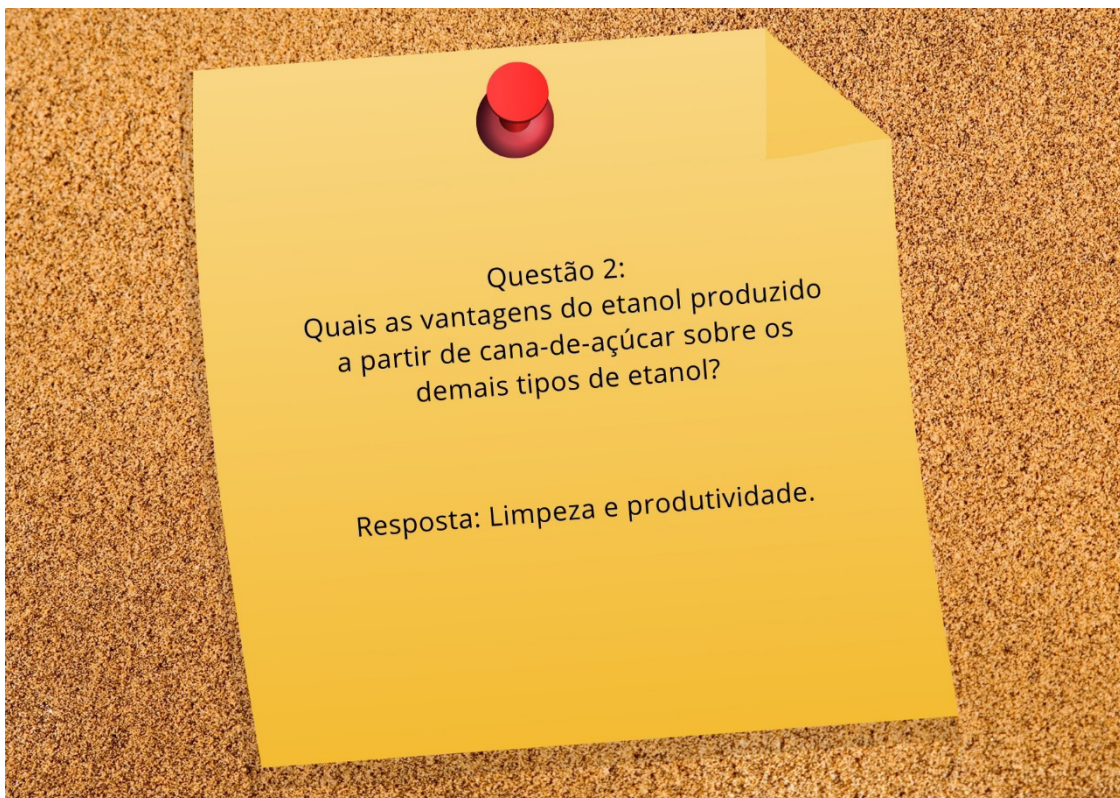 Questão 2:
Quais as vantagens do etanol produzido
a partir de cana-de-açúcar sobre os
demais tipos de etanol?
Resposta: Limpeza e produtividade.